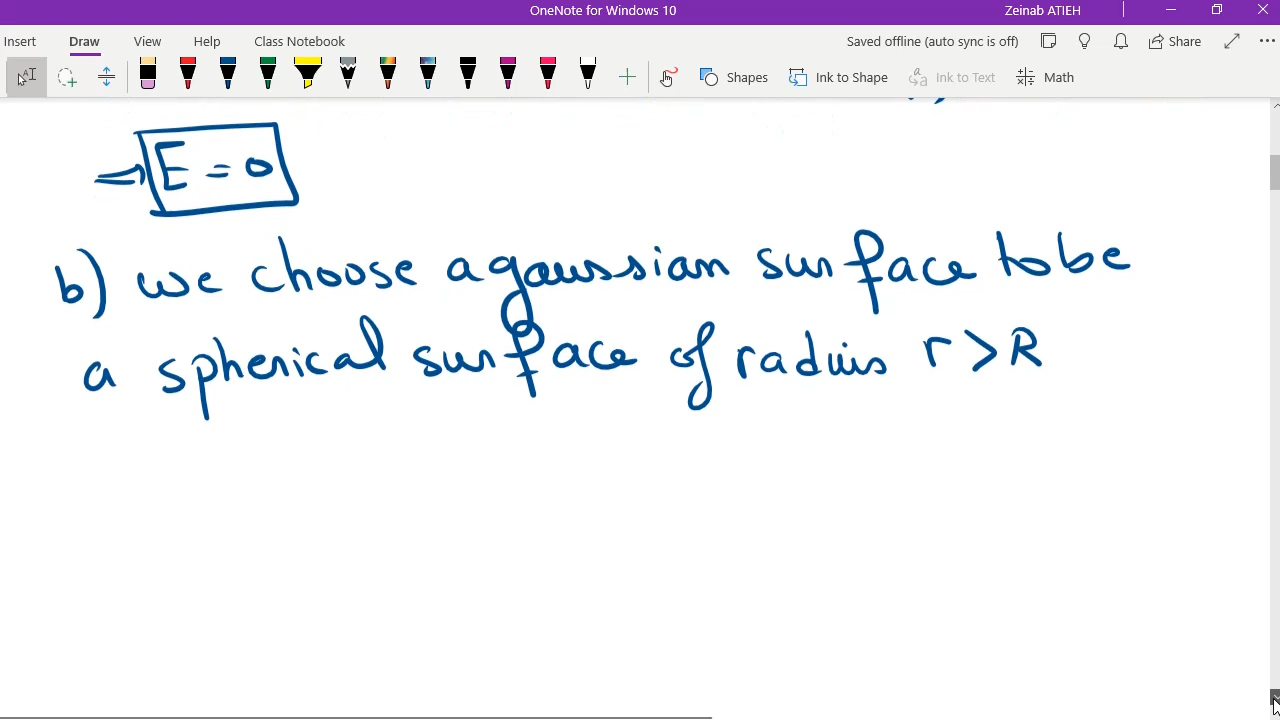 OneNote for Windows 10
Zeinab ATIEH
Insert Draw View Help Class Notebook
Saved offline (auto sync is off) Share
Shapes Ink to Shape Ink to Text Math
⇒ E = 0
b) we choose a gaussian surface to be
a spherical surface of radius r > R